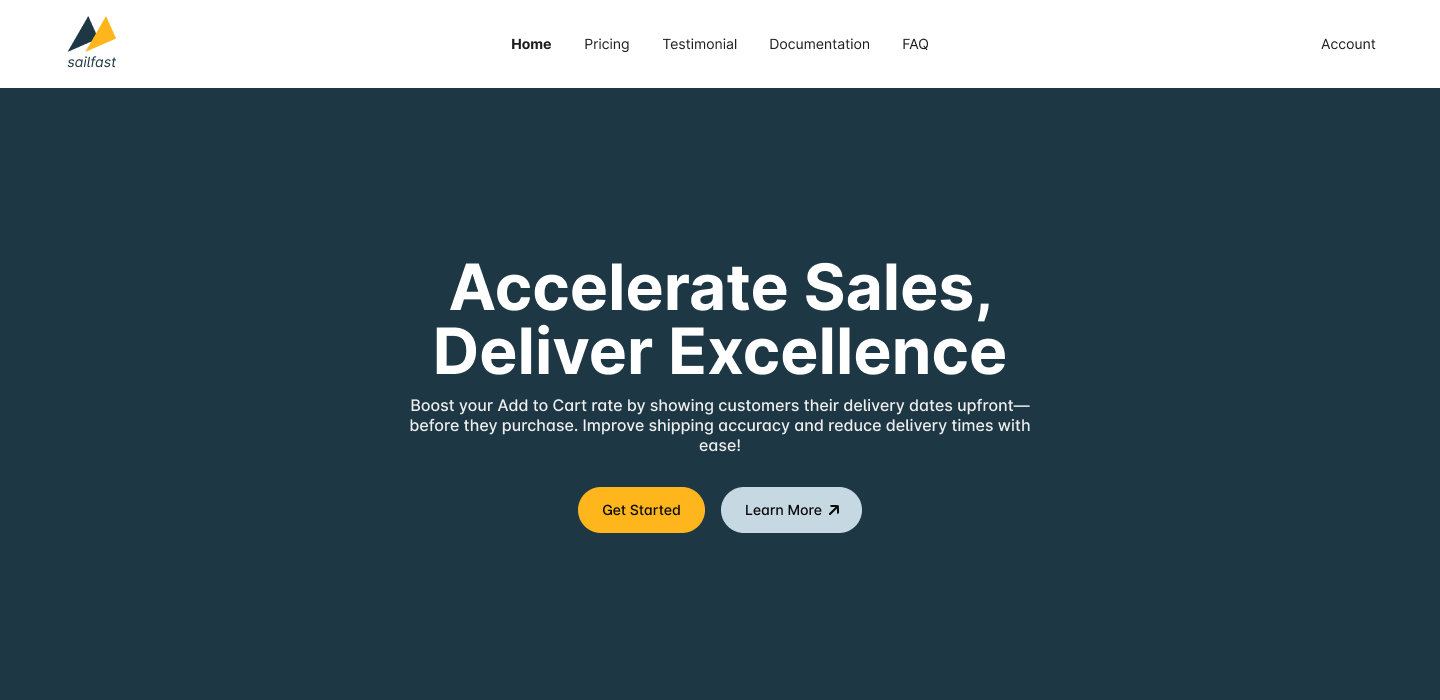 sailfast
Home
Pricing
Testimonial
Documentation
FAQ
Account
Accelerate Sales,
Deliver Excellence
Boost your Add to Cart rate by showing customers their delivery dates upfront—
before they purchase. Improve shipping accuracy and reduce delivery times with
ease!
Get Started
Learn More